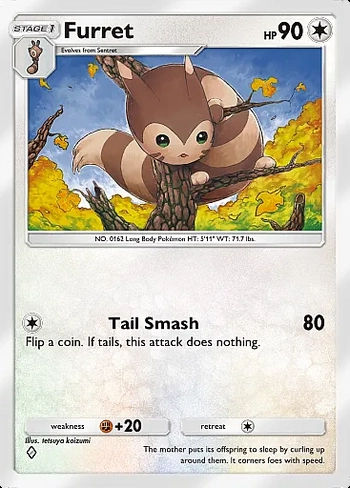 STAGE 1
Furret
HP 90
Evolves from Sentret
NO. 0162 Long Body Pokémon HT: 5'11" WT: 71.7 lbs.
Tail Smash 80
Flip a coin. If tails, this attack does nothing.
weakness +20 retreat
Illus. tetsuya koizumi
The mother puts its offspring to sleep by curling up
around them. It corners foes with speed.